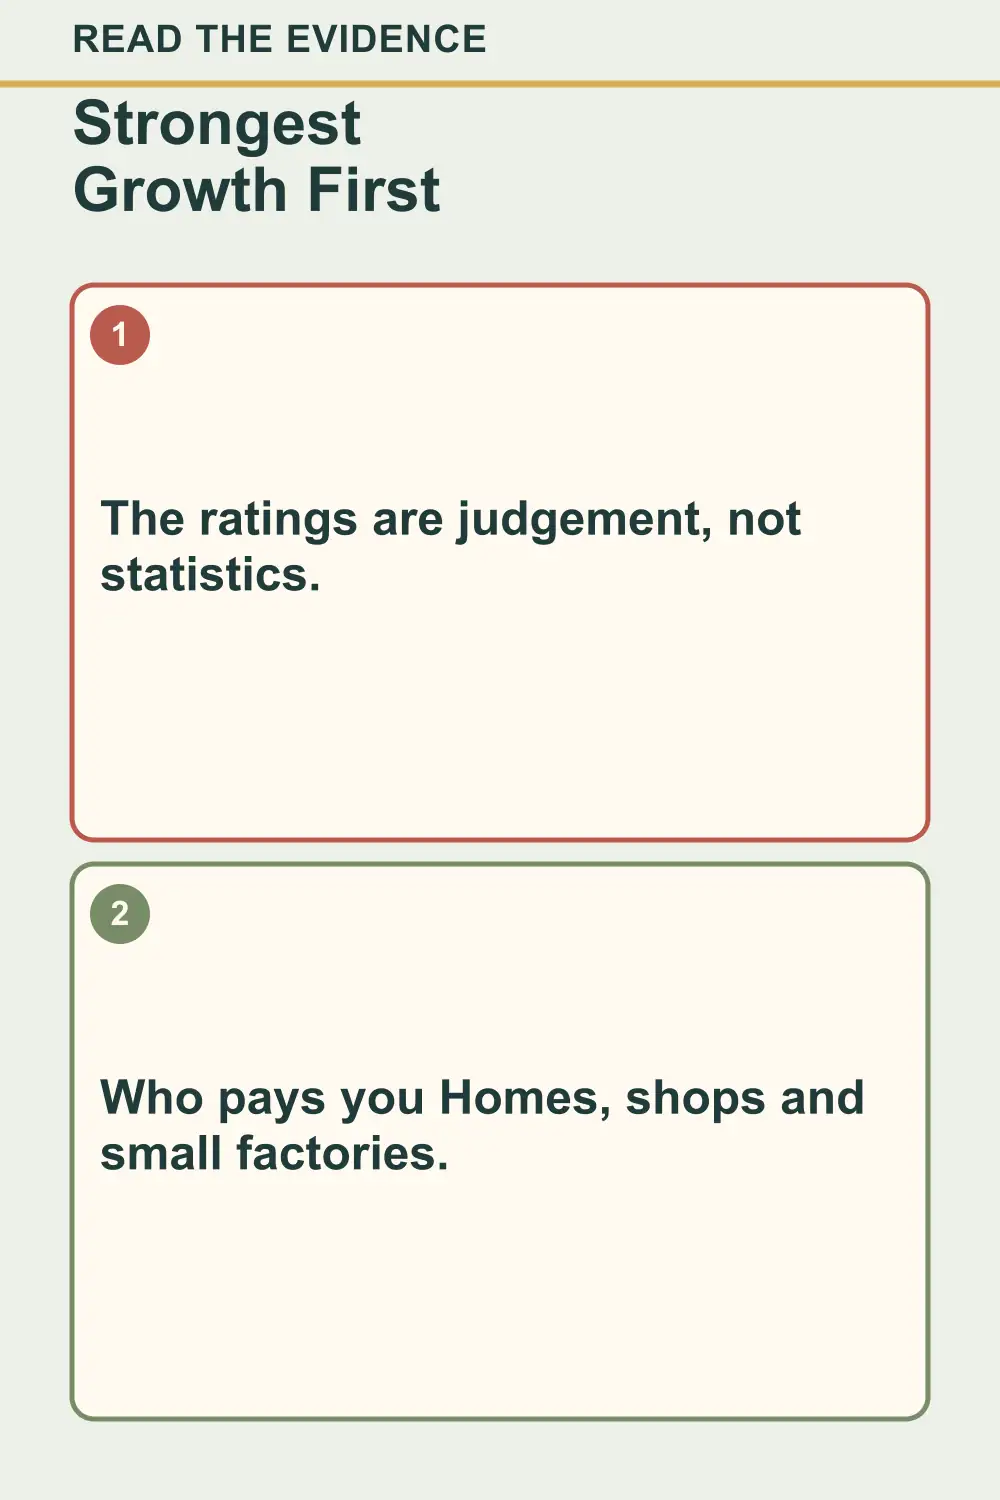 READ THE EVIDENCE
Strongest
Growth First
1
The ratings are judgement, not
statistics.
2
Who pays you Homes, shops and
small factories.